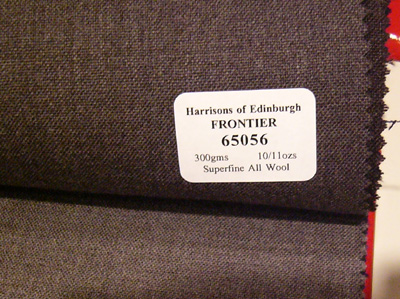 Harrisons of Edinburgh
FRONTIER
65056
300gms 10/11ozs
Superfine All Wool